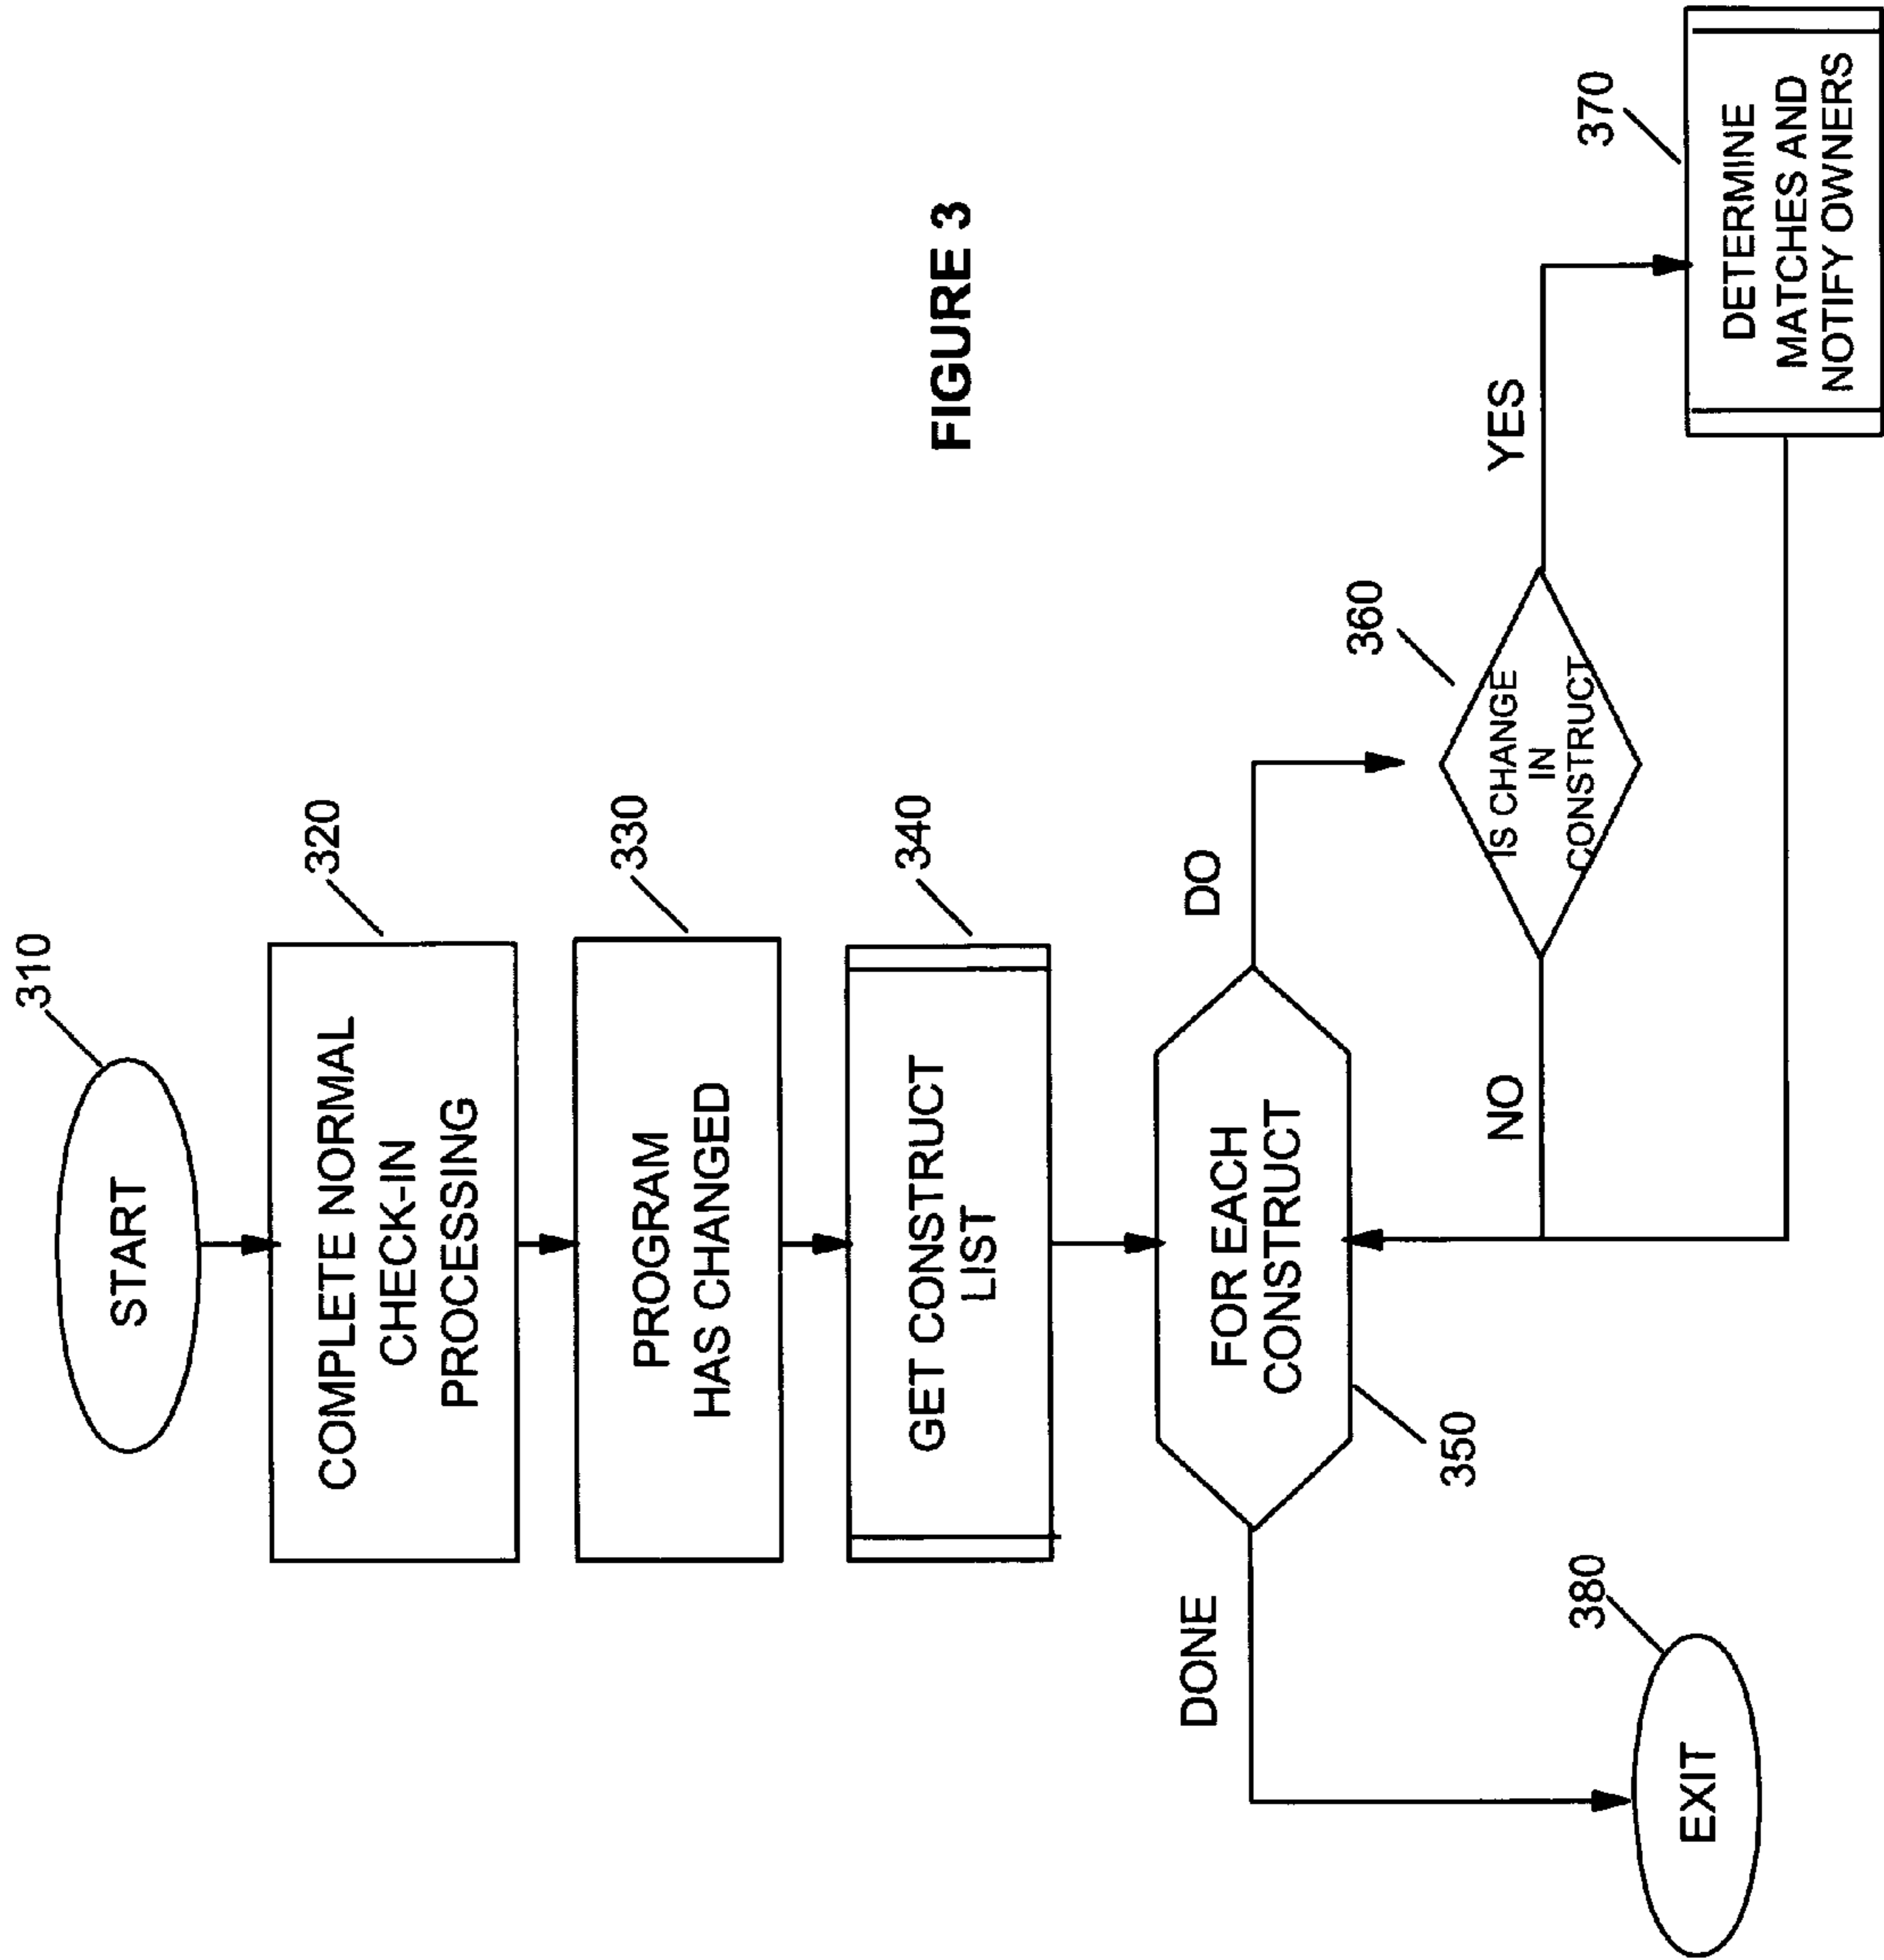 310
START
320
COMPLETE NORMAL
CHECK-IN
PROCESSING
330
PROGRAM
HAS CHANGED
340
GET CONSTRUCT
LIST
FIGURE 3
DONE
FOR EACH
CONSTRUCT
DO
350
360
IS CHANGE
IN
CONSTRUCT
NO
YES
370
DETERMINE
MATCHES AND
NOTIFY OWNERS
380
EXIT